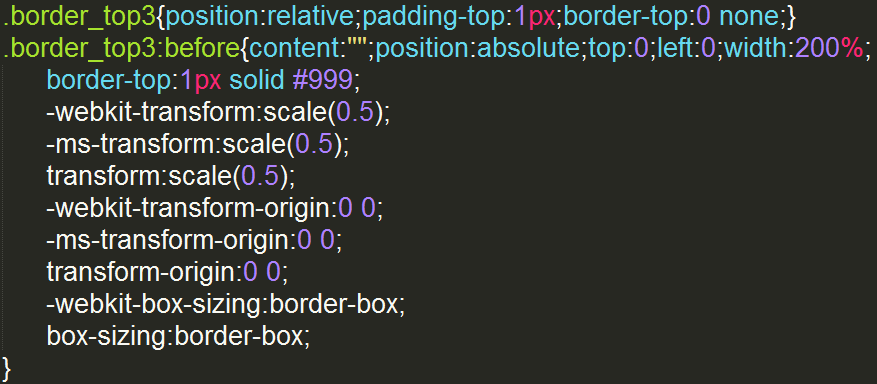 .border_top3{position:relative;padding-top:1px;border-top:0 none;}
.border_top3:before{content:"";position:absolute;top:0;left:0;width:200%;
border-top:1px solid #999;
-webkit-transform:scale(0.5);
-ms-transform:scale(0.5);
transform:scale(0.5);
-webkit-transform-origin:0 0;
-ms-transform-origin:0 0;
transform-origin:0 0;
-webkit-box-sizing:border-box;
box-sizing:border-box;
}